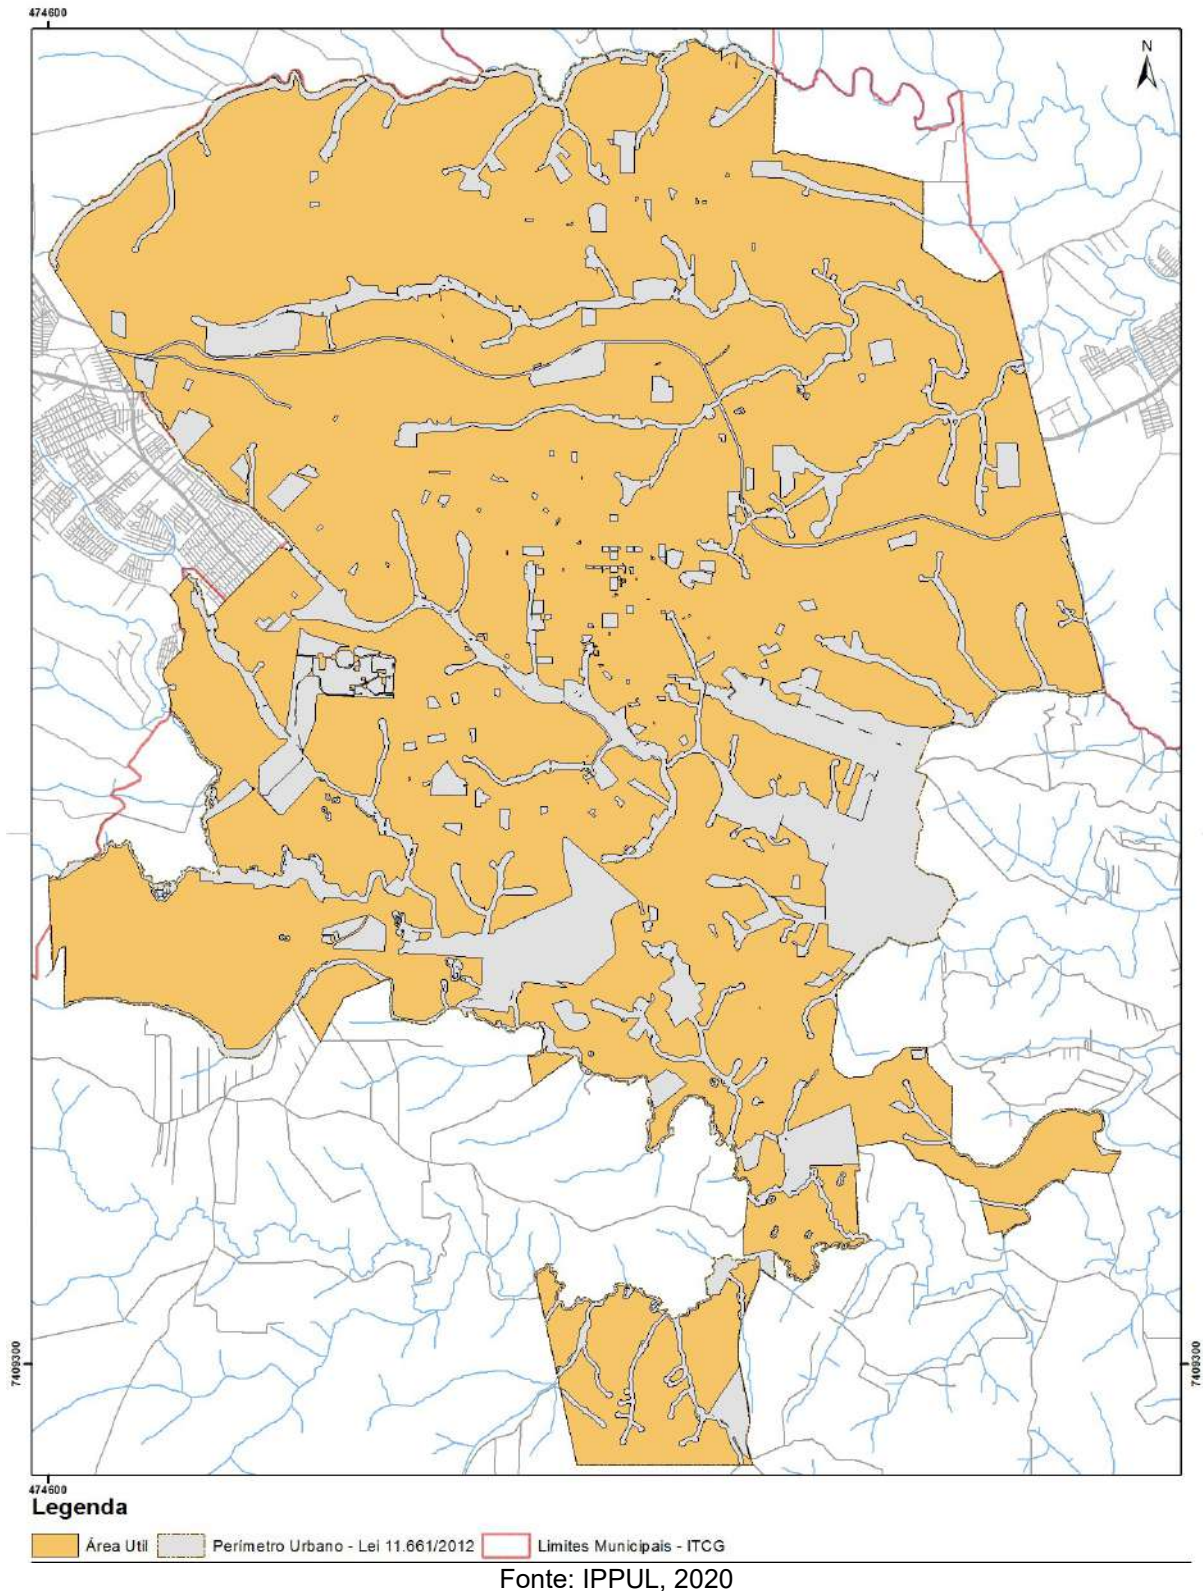 474600
N
7409300
7409300
474600
Legenda
Área Util
Perímetro Urbano - Lei 11.661/2012
Limites Municipais - ITCG
Fonte: IPPUL, 2020